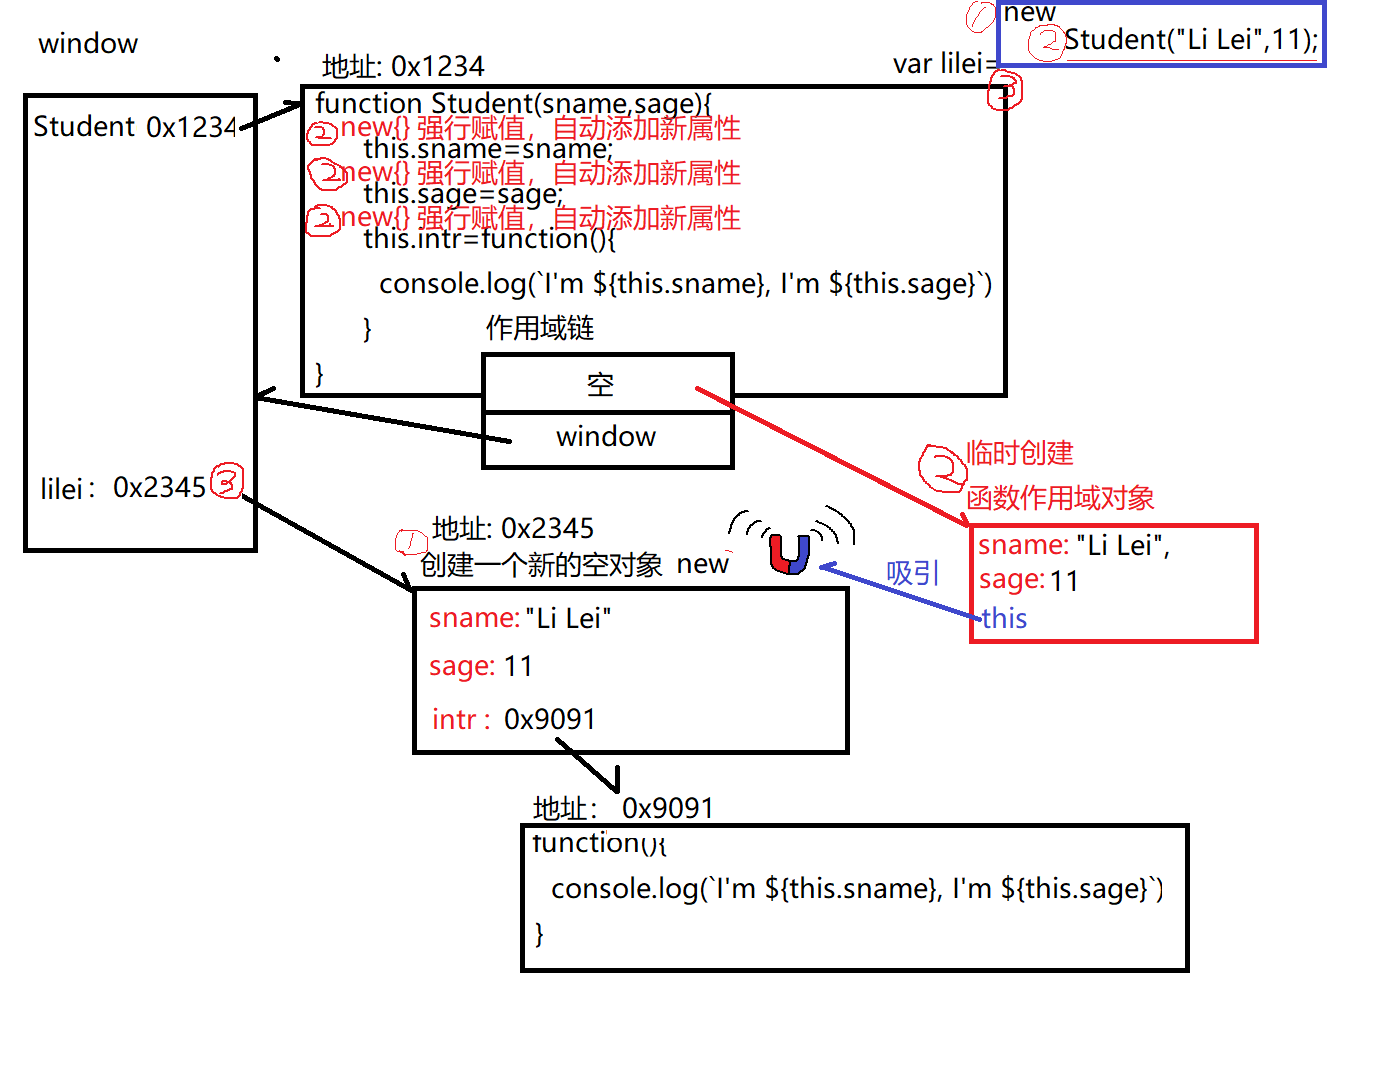 window
① new
② Student("Li Lei",11);
var lilei=
③
地址: 0x1234
Student 0x1234
function Student(sname,sage){
② new{} 强行赋值，自动添加新属性
this.sname=sname;
② new{} 强行赋值，自动添加新属性
this.sage=sage;
② new{} 强行赋值，自动添加新属性
this.intr=function(){
console.log(`I'm ${this.sname}, I'm ${this.sage}`)
}
}
作用域链
空
window
② 临时创建
函数作用域对象
sname: "Li Lei",
sage: 11
this
吸引
lilei： 0x2345 ③
地址: 0x2345
① 创建一个新的空对象 new
sname: "Li Lei"
sage: 11
intr： 0x9091
地址： 0x9091
function(){
console.log(`I'm ${this.sname}, I'm ${this.sage}`)
}